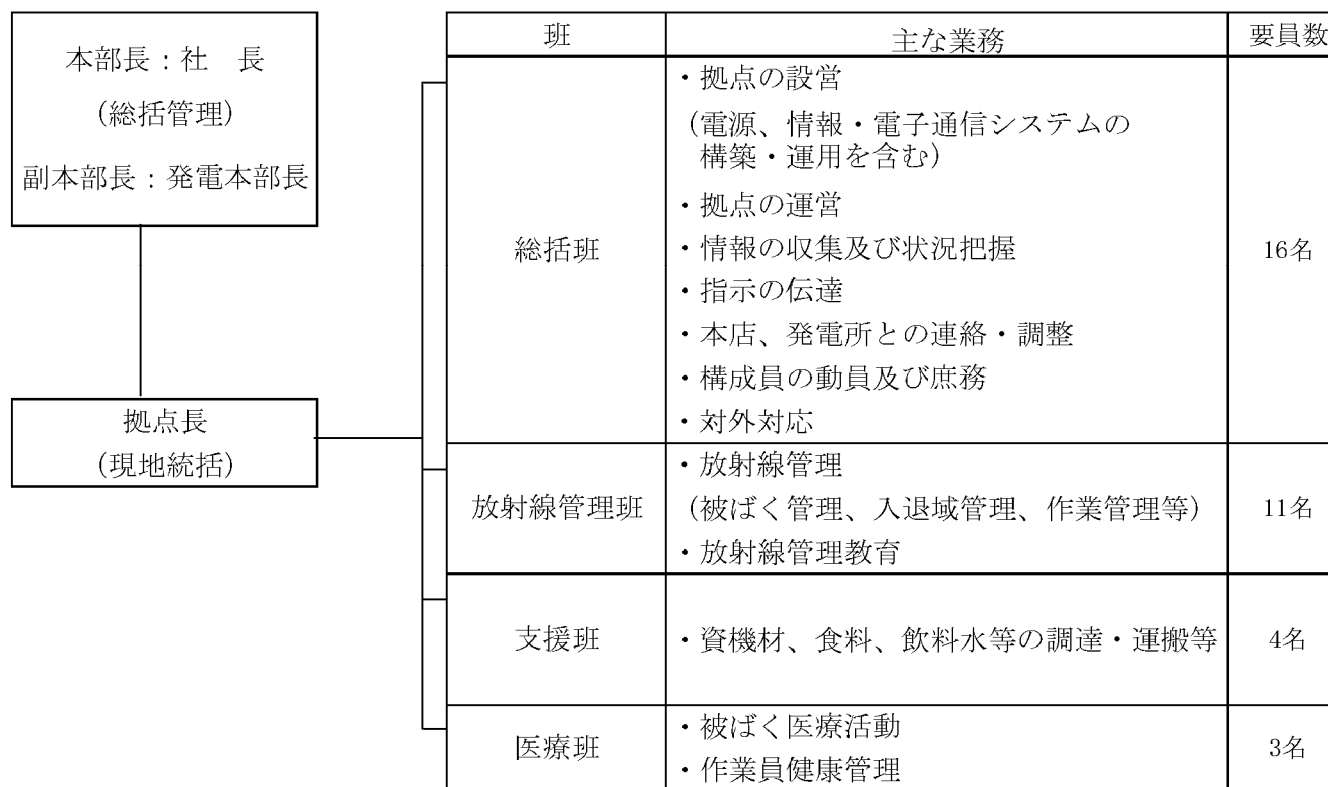 本部長：社　長
（総括管理）
副本部長：発電本部長
拠点長
（現地統括）
班
主な業務
要員数
総括班
・拠点の設営
（電源、情報・電子通信システムの
構築・運用を含む）
・拠点の運営
・情報の収集及び状況把握
・指示の伝達
・本店、発電所との連絡・調整
・構成員の動員及び庶務
・対外対応
16名
放射線管理班
・放射線管理
（被ばく管理、入退域管理、作業管理等）
・放射線管理教育
11名
支援班
・資機材、食料、飲料水等の調達・運搬等
4名
医療班
・被ばく医療活動
・作業員健康管理
3名